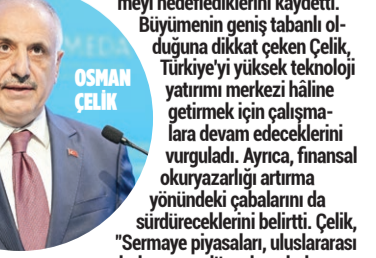 meyi hedeflediklerini kaydetti.
Büyümenin geniş tabanlı ol-
duğuna dikkat çeken Çelik,
Türkiye'yi yüksek teknoloji
yatırımı merkezi hâline
getirmek için çalışma-
lara devam edeceklerini
vurguladı. Ayrıca, finansal
okuryazarlığı artırma
yönündeki çabalarını da
sürdüreceklerini belirtti. Çelik,
"Sermaye piyasaları, uluslararası
OSMAN
ÇELİK